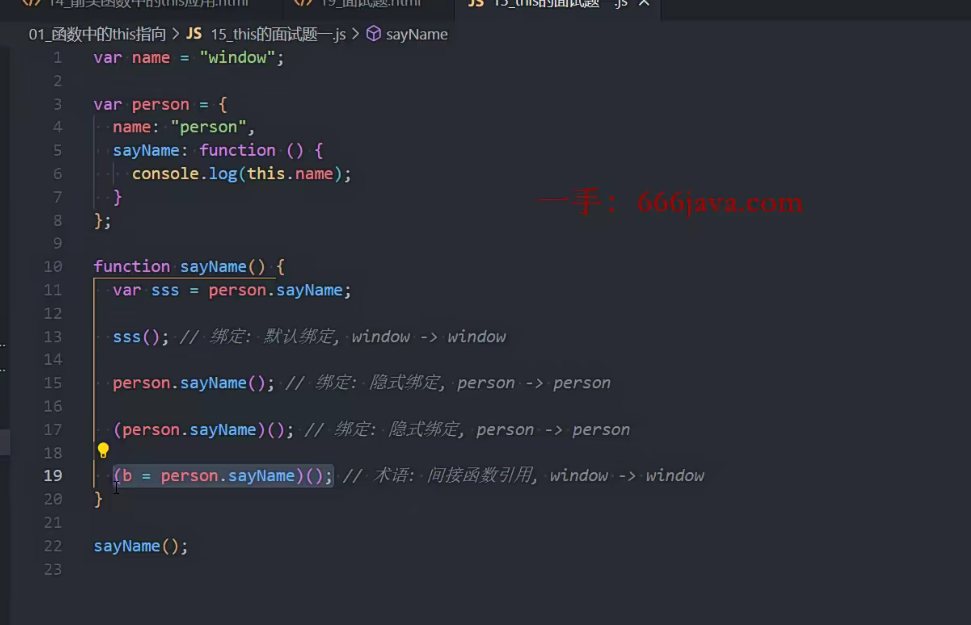 14_箭头函数中的this应用.html 19_面试题.html JS 15_this的面试题一.js ×
01_函数中的this指向 > JS 15_this的面试题一.js > sayName
1 var name = "window";
2
3 var person = {
4 name: "person",
5 sayName: function () {
6 console.log(this.name);
7 }
8 };
一手：666java.com
9
10 function sayName() {
11 var sss = person.sayName;
12
13 sss(); // 绑定: 默认绑定, window -> window
14
15 person.sayName(); // 绑定: 隐式绑定, person -> person
16
17 (person.sayName)(); // 绑定: 隐式绑定, person -> person
18
19 (b = person.sayName)(); // 术语: 间接函数引用, window -> window
20 }
21
22 sayName();
23